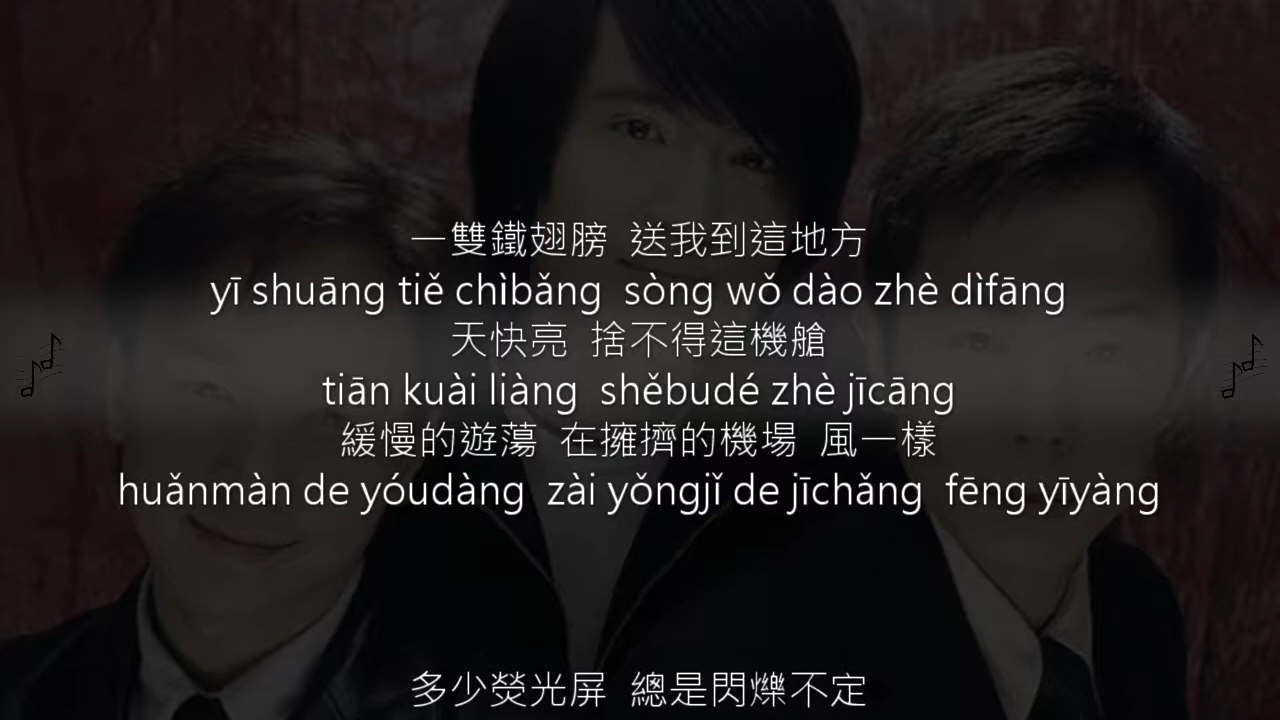 一雙鐵翅膀  送我到這地方
yī shuāng tiě chìbǎng  sòng wǒ dào zhè dìfāng
天快亮  捨不得這機艙
tiān kuài liàng  shěbudé zhè jīcāng
緩慢的遊蕩  在擁擠的機場  風一樣
huǎnmàn de yóudàng  zài yǒngjǐ de jīchǎng  fēng yīyàng
多少熒光屏  總是閃爍不定